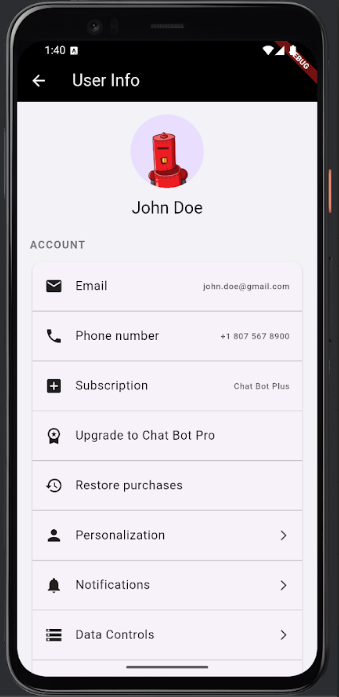 1:40
DEBUG
User Info
John Doe
ACCOUNT
Email john.doe@gmail.com
Phone number +1 807 567 8900
Subscription Chat Bot Plus
Upgrade to Chat Bot Pro
Restore purchases
Personalization
Notifications
Data Controls